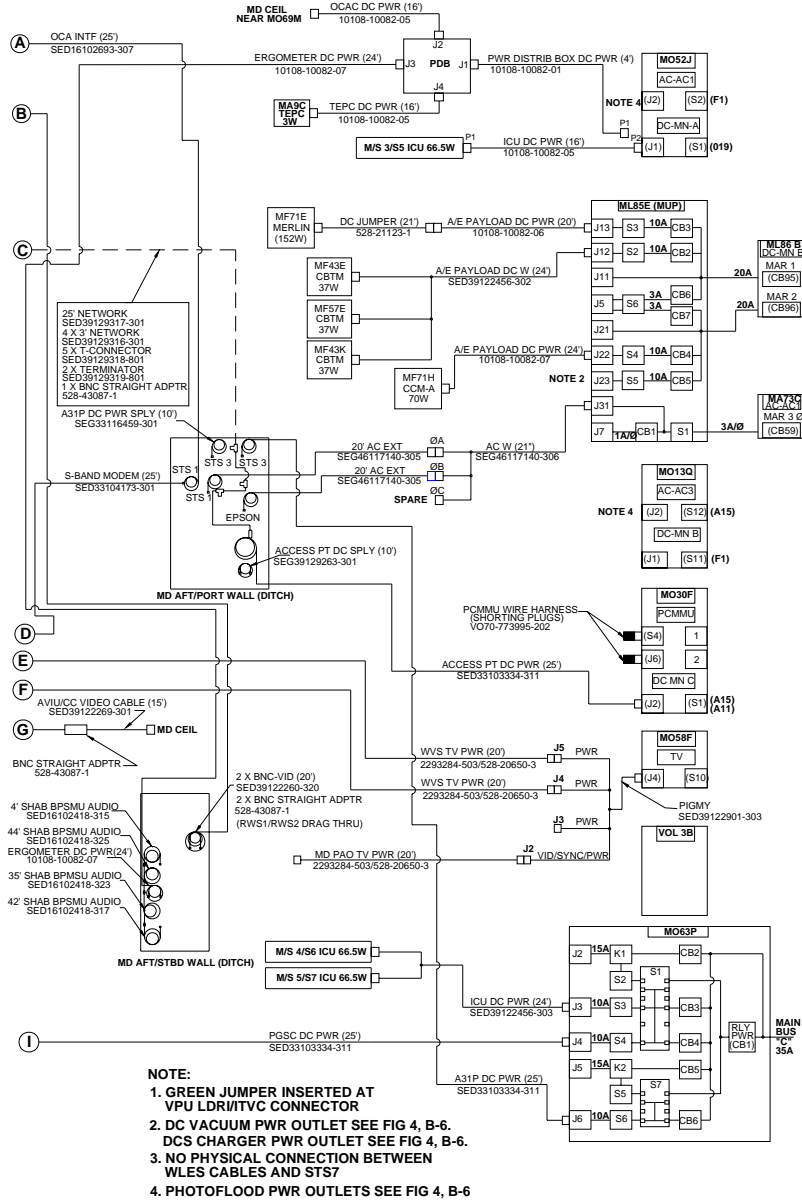 MD CEIL
NEAR MO69M
OCAC DC PWR (16')
10108-10082-05
A
OCA INTF (25')
SED16102693-307
ERGOMETER DC PWR (24')
10108-10082-07
J2
J3
PDB
J1
J4
PWR DISTRIB BOX DC PWR (4')
10108-10082-01
MO52J
AC-AC1
NOTE 4
(J2)
(S2)
(F1)
DC-MN-A
(J1)
(S1)
(019)
B
MA9C
TEPC
3W
TEPC DC PWR (16')
10108-10082-05
P1
M/S 3/S5 ICU 66.5W
P1
ICU DC PWR (16')
10108-10082-05
P2
C
MF71E
MERLIN
(152W)
DC JUMPER (21')
528-21123-1
A/E PAYLOAD DC PWR (20')
10108-10082-06
ML85E (MUP)
J13
S3
10A
CB3
J12
S2
10A
CB2
J11
J5
S6
3A
3A
CB6
CB7
J21
J22
S4
10A
CB4
J23
S5
10A
CB5
J31
J7
1A/Ø
CB1
S1
3A/Ø
20A
20A
ML86 B
DC-MN B
MAR 1
(CB95)
MAR 2
(CB96)
MA73C
AC-AC1
MAR 3 Ø
(CB59)
MF43E
CBTM
37W
MF57E
CBTM
37W
MF43K
CBTM
37W
A/E PAYLOAD DC W (24')
SED39122456-302
A/E PAYLOAD DC PWR (24')
10108-10082-07
MF71H
CCM-A
70W
NOTE 2
25' NETWORK
SED39129317-301
4 X 3' NETWORK
SED39129316-301
5 X T-CONNECTOR
SED39129318-801
2 X TERMINATOR
SED39129319-801
1 X BNC STRAIGHT ADPTR
528-43087-1
A31P DC PWR SPLY (10')
SEG33116459-301
STS 1
STS 3
STS 3
STS 1
EPSON
S-BAND MODEM (25')
SED33104173-301
20' AC EXT
SEG46117140-305
ØA
20' AC EXT
SEG46117140-305
ØB
ØC
SPARE
AC W (21")
SEG46117140-306
ACCESS PT DC SPLY (10')
SEG39129263-301
MD AFT/PORT WALL (DITCH)
MO13Q
AC-AC3
NOTE 4
(J2)
(S12)
(A15)
DC-MN B
(J1)
(S11)
(F1)
D
MO30F
PCMMU
(S4)
1
(J6)
2
DC MN C
(J2)
(S1)
(A15)
(A11)
PCMMU WIRE HARNESS
(SHORTING PLUGS)
VO70-773995-202
E
ACCESS PT DC PWR (25')
SED33103334-311
F
AVIU/CC VIDEO CABLE (15')
SED39122269-301
G
MD CEIL
BNC STRAIGHT ADPTR
528-43087-1
WVS TV PWR (20')
2293284-503/528-20650-3
J5
PWR
WVS TV PWR (20')
2293284-503/528-20650-3
J4
PWR
J3
PWR
MO58F
TV
(J4)
(S10
PIGMY
SED39122901-303
2 X BNC-VID (20')
SED39122260-320
2 X BNC STRAIGHT ADPTR
528-43087-1
(RWS1/RWS2 DRAG THRU)
4' SHAB BPSMU AUDIO
SED16102418-315
44' SHAB BPMSU AUDIO
SED16102418-325
ERGOMETER DC PWR(24')
10108-10082-07
35' SHAB BPMSU AUDIO
SED16102418-323
42' SHAB BPMSU AUDIO
SED16102418-317
MD AFT/STBD WALL (DITCH)
MD PAO TV PWR (20')
2293284-503/528-20650-3
J2
VID/SYNC/PWR
VOL 3B
M/S 4/S6 ICU 66.5W
M/S 5/S7 ICU 66.5W
ICU DC PWR (24')
SED39122456-303
MO63P
J2
15A
K1
CB2
S2
S1
J3
10A
S3
CB3
J4
10A
S4
CB4
J5
15A
K2
CB5
S5
S7
J6
10A
S6
CB6
RLY
PWR
(CB1)
MAIN
BUS
"C"
35A
I
PGSC DC PWR (25')
SED33103334-311
A31P DC PWR (25')
SED33103334-311
NOTE:
1. GREEN JUMPER INSERTED AT
VPU LDRI/ITVC CONNECTOR
2. DC VACUUM PWR OUTLET SEE FIG 4, B-6.
DCS CHARGER PWR OUTLET SEE FIG 4, B-6.
3. NO PHYSICAL CONNECTION BETWEEN
WLES CABLES AND STS7
4. PHOTOFLOOD PWR OUTLETS SEE FIG 4, B-6